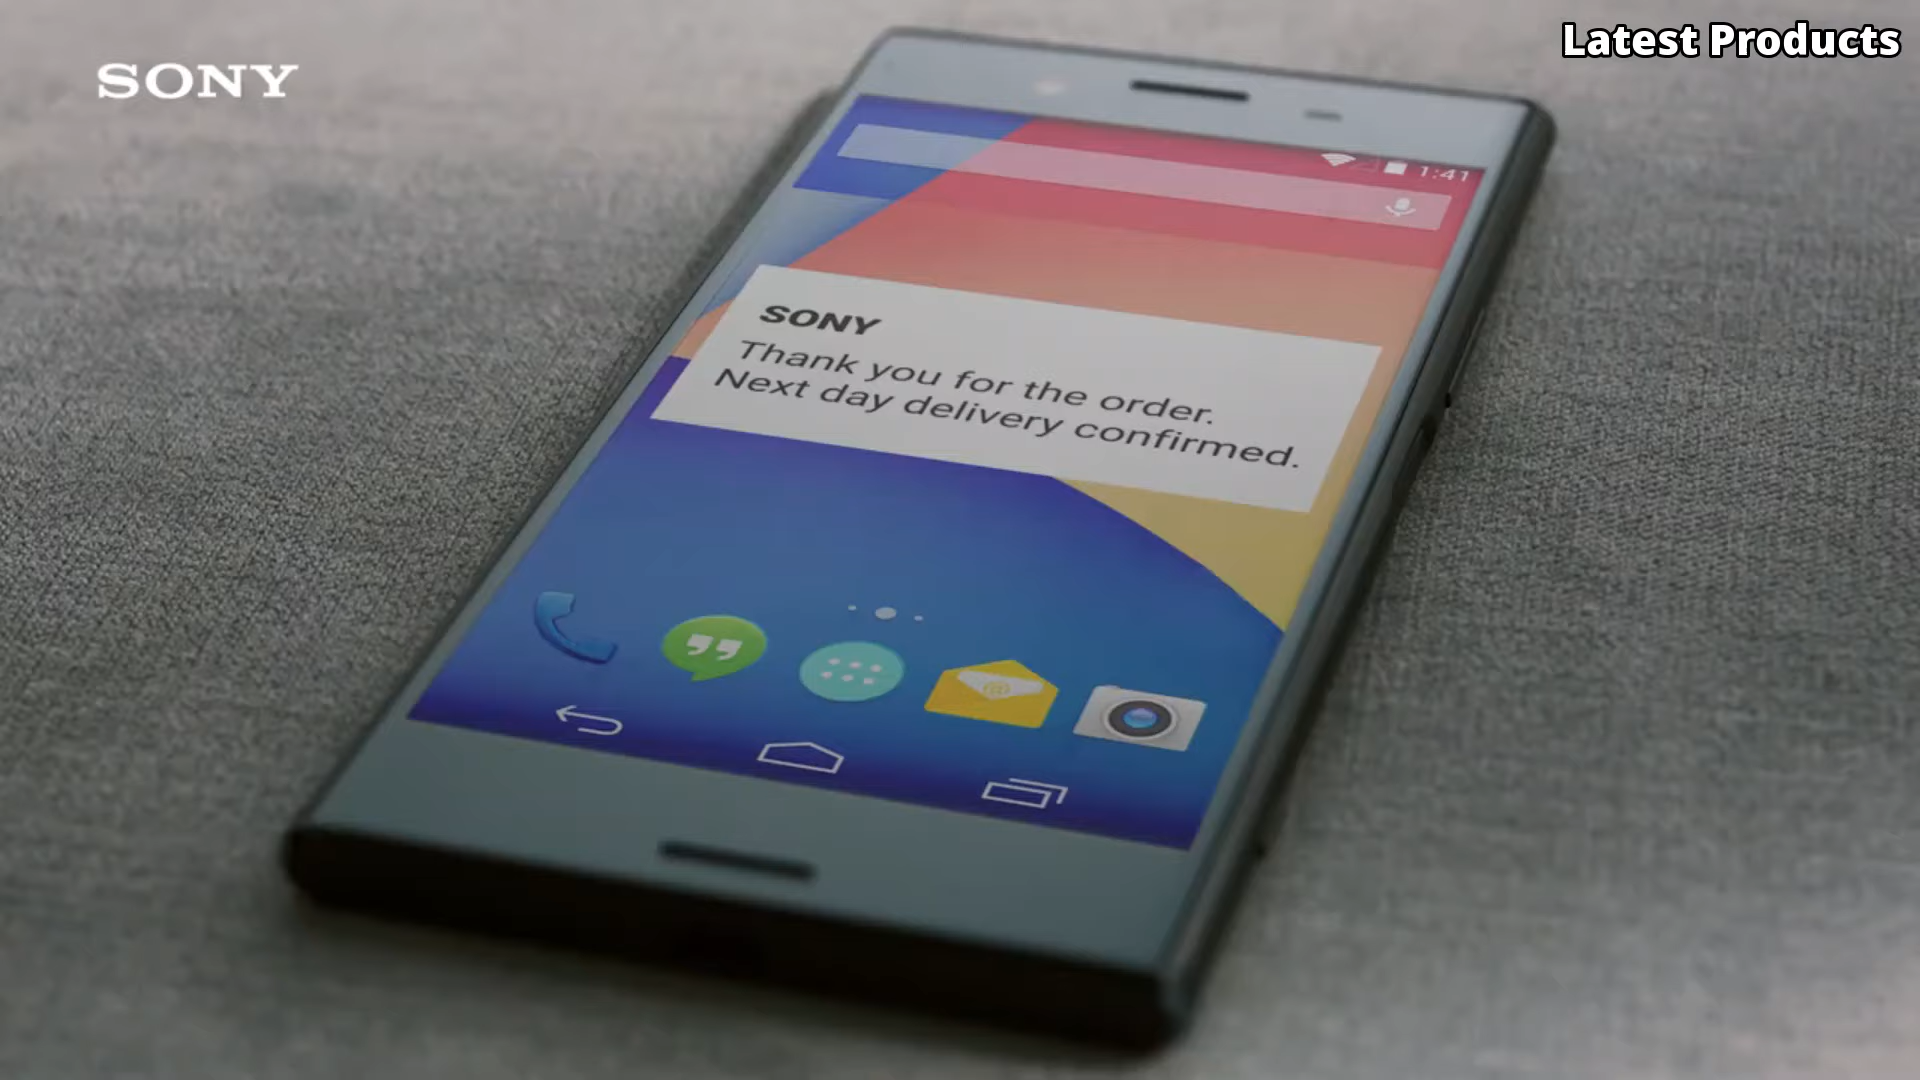 Latest Products
SONY
1:41
SONY
Thank you for the order.
Next day delivery confirmed.